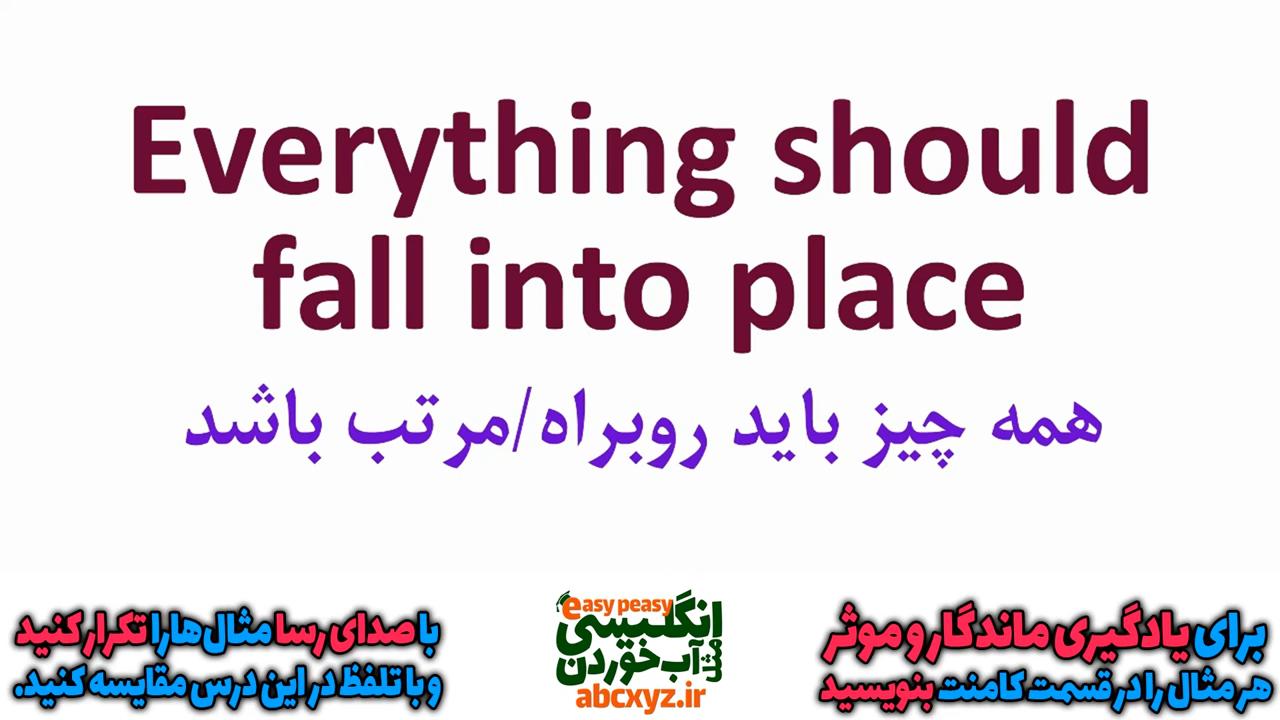 Everything should
fall into place
همه چیز باید روبراه/مرتب باشد
برای یادگیری ماندگار و موثر
هر مثال را در قسمت کامنت بنویسید
easy peasy
انگلیسی
مثل آب خوردن
abcxyz.ir
با صدای رسا مثال‌ها را تکرار کنید
و با تلفظ در این درس مقایسه کنید.